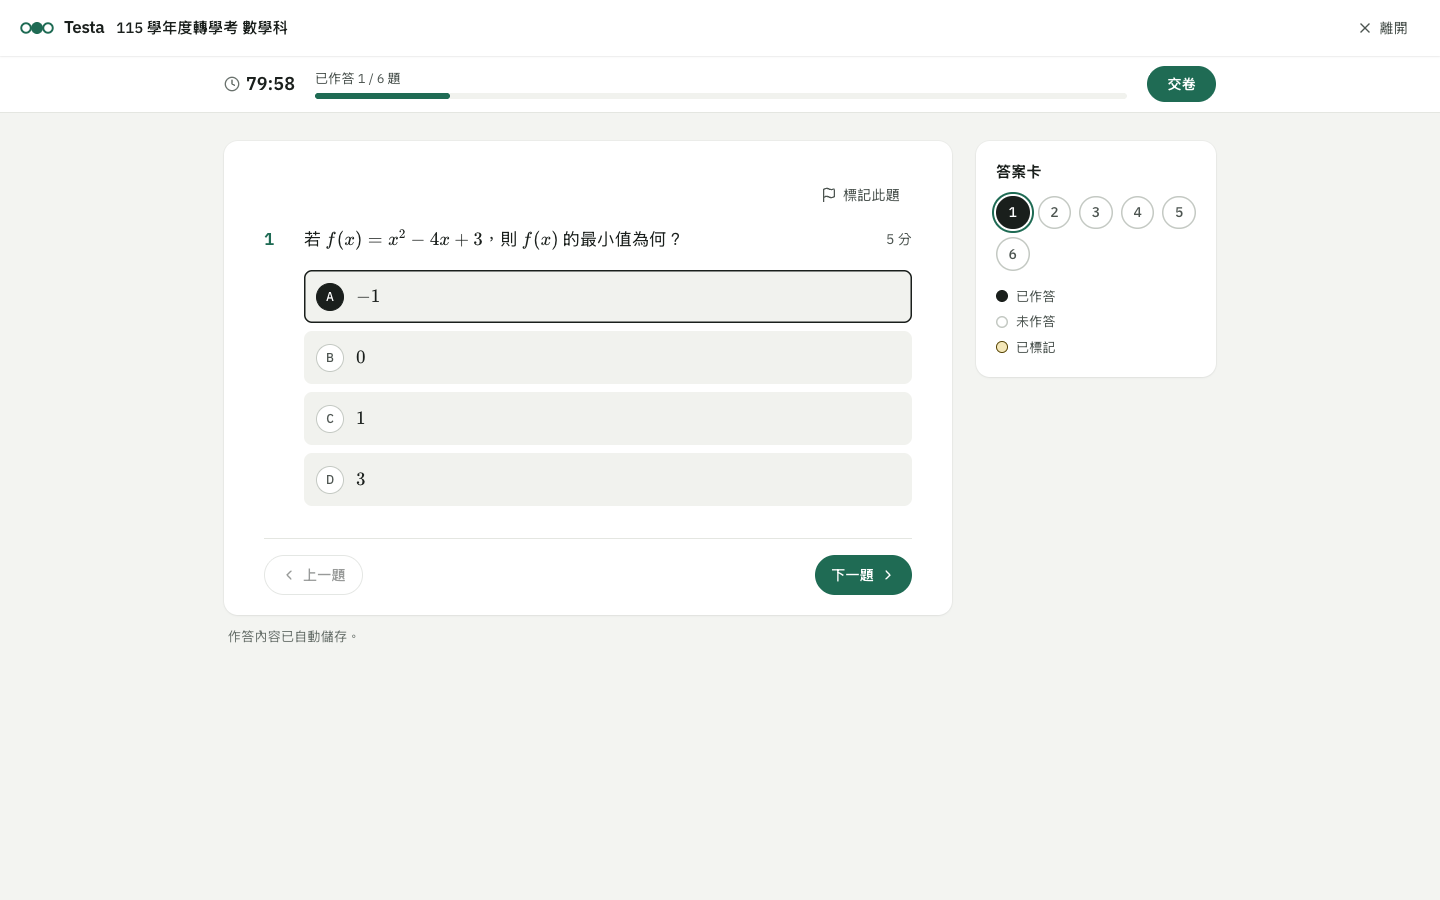 Testa 115 學年度轉學考 數學科
離開
79:58
已作答 1 / 6 題
交卷
標記此題
1 若 f(x) = x² − 4x + 3，則 f(x) 的最小值為何？ 5 分
A −1
B 0
C 1
D 3
上一題
下一題
作答內容已自動儲存。
答案卡
1 2 3 4 5
6
已作答
未作答
已標記